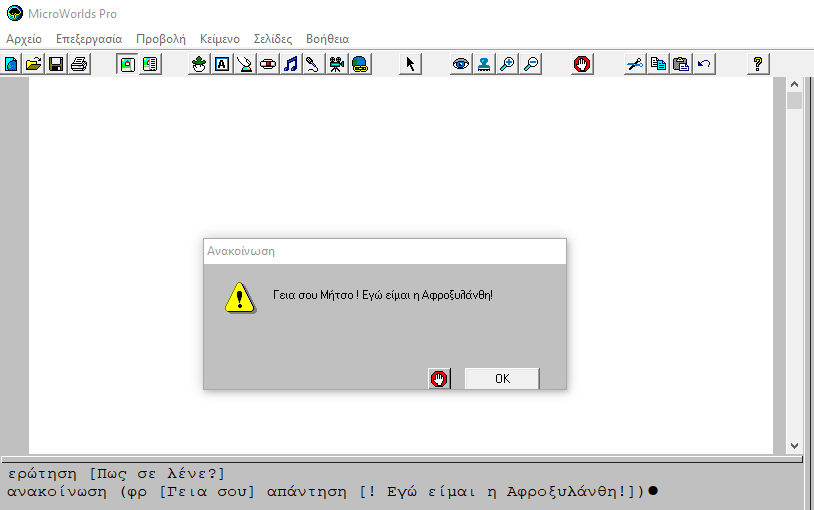 MicroWorlds Pro
Αρχείο Επεξεργασία Προβολή Κείμενο Σελίδες Βοήθεια
A ?
Ανακοίνωση
Γεια σου Μήτσο ! Εγώ είμαι η Αφροξυλάνθη!
OK
ερώτηση [Πως σε λένε?]
ανακοίνωση (φρ [Γεια σου] απάντηση [! Εγώ είμαι η Αφροξυλάνθη!])